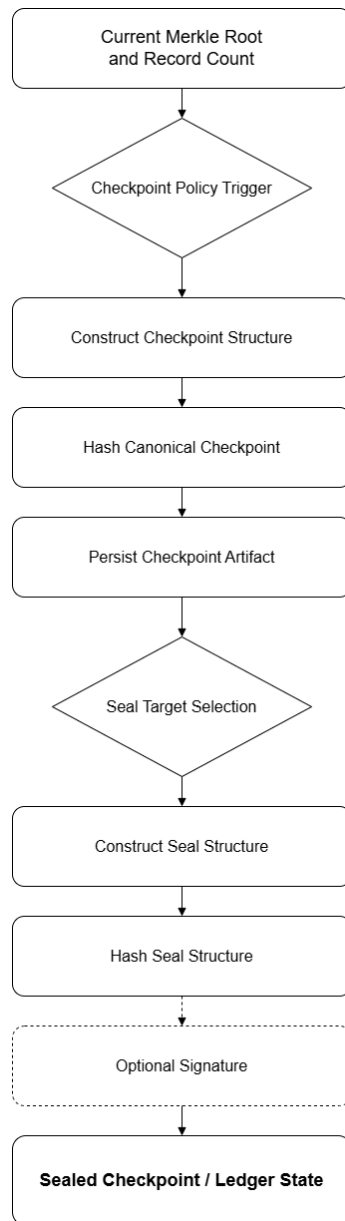 Current Merkle Root
and Record Count
Checkpoint Policy Trigger
Construct Checkpoint Structure
Hash Canonical Checkpoint
Persist Checkpoint Artifact
Seal Target Selection
Construct Seal Structure
Hash Seal Structure
Optional Signature
Sealed Checkpoint / Ledger State